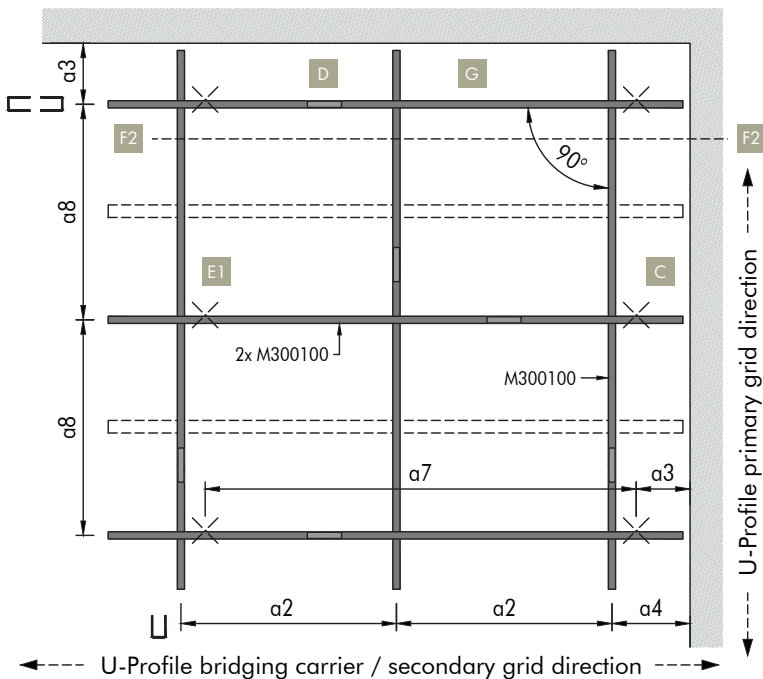 a3
D
G
F2
90°
F2
a8
E1
C
2x M300100
M300100
a8
a7
a3
U-Profile primary grid direction
a2
a2
a4
U-Profile bridging carrier / secondary grid direction